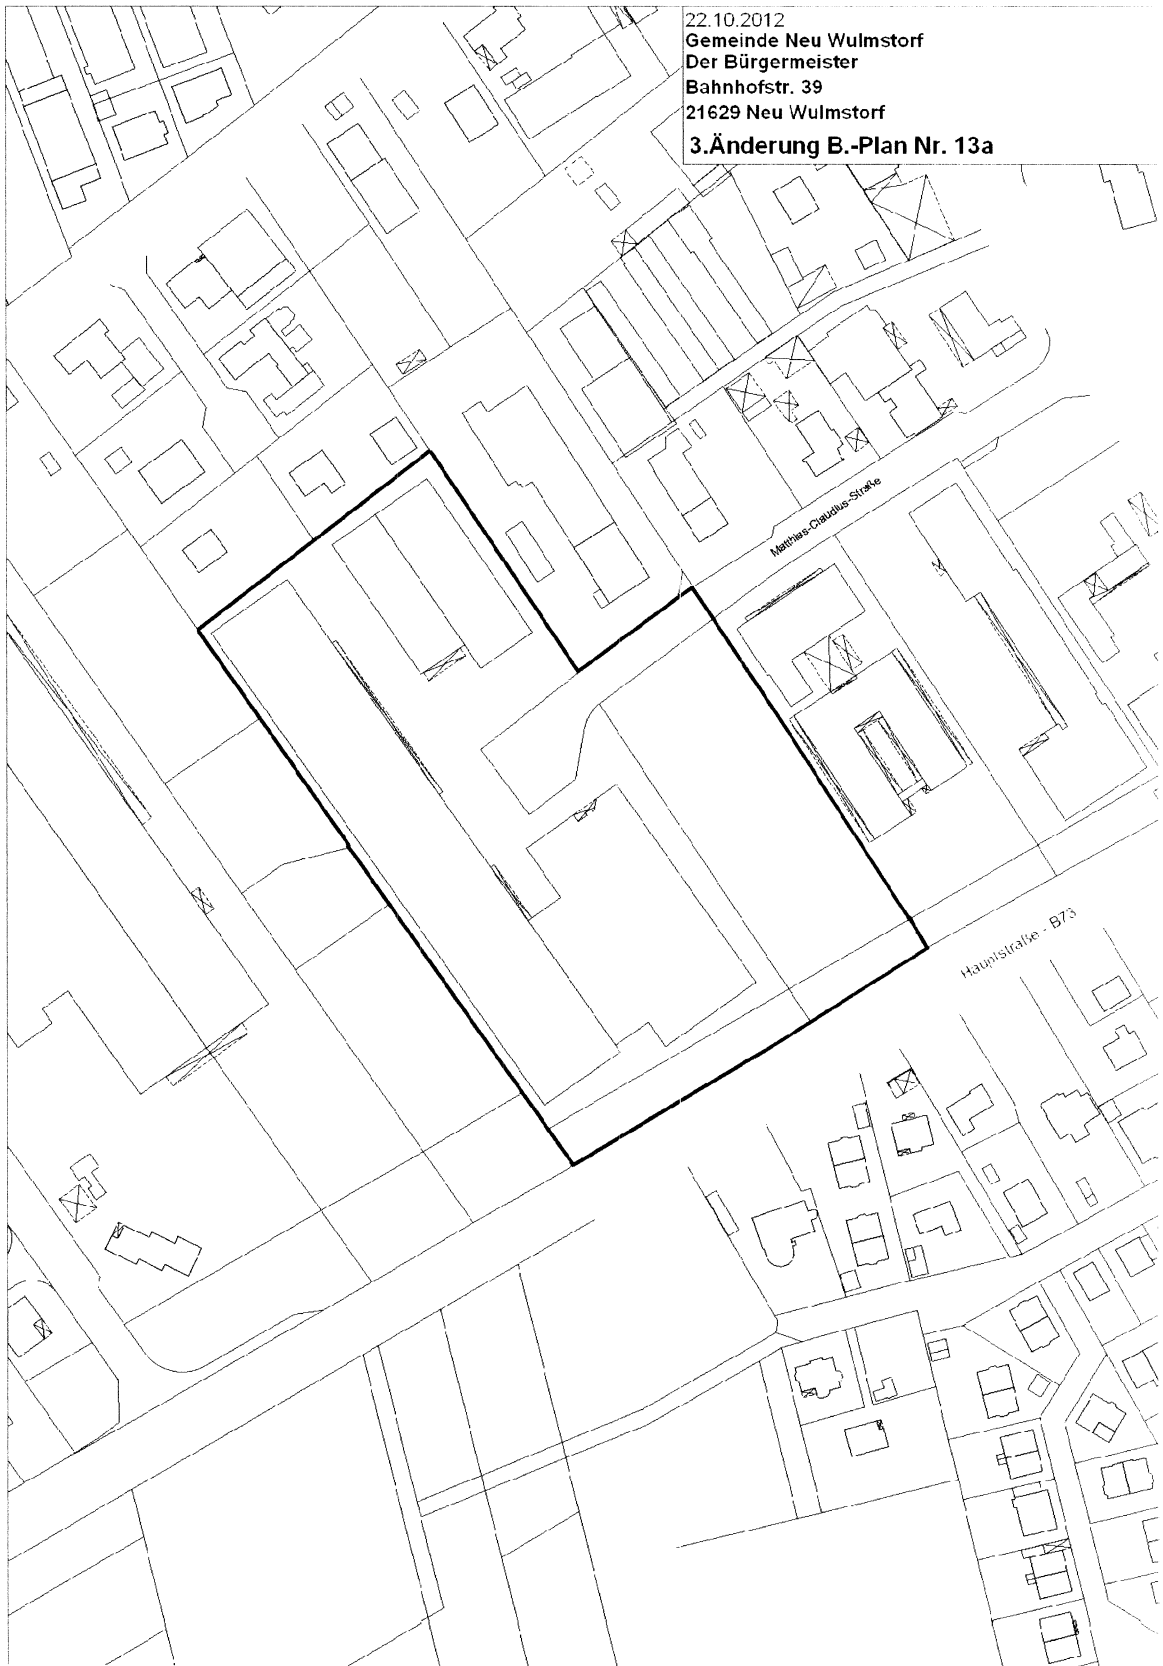 22.10.2012
Gemeinde Neu Wulmstorf
Der Bürgermeister
Bahnhofstr. 39
21629 Neu Wulmstorf
3.Änderung B.-Plan Nr. 13a
Matthias-Claudius-Straße
Hauptstraße - B73